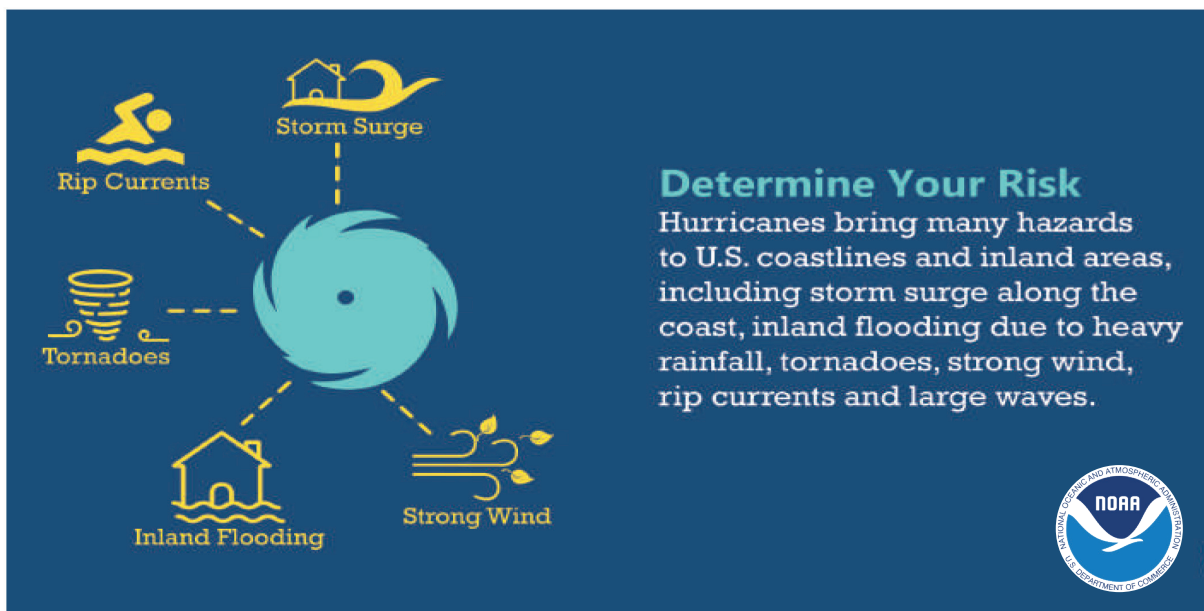 Storm Surge
Rip Currents
Tornadoes
Inland Flooding
Strong Wind
Determine Your Risk
Hurricanes bring many hazards
to U.S. coastlines and inland areas,
including storm surge along the
coast, inland flooding due to heavy
rainfall, tornadoes, strong wind,
rip currents and large waves.
NATIONAL OCEANIC AND ATMOSPHERIC ADMINISTRATION
NOAA
U.S. DEPARTMENT OF COMMERCE